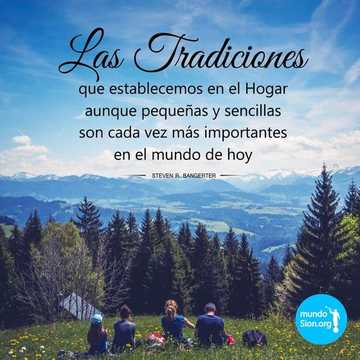 Las Tradiciones
que establecemos en el Hogar
aunque pequeñas y sencillas
son cada vez más importantes
en el mundo de hoy
STEVEN R. BANGERTER
mundo
Sion.org